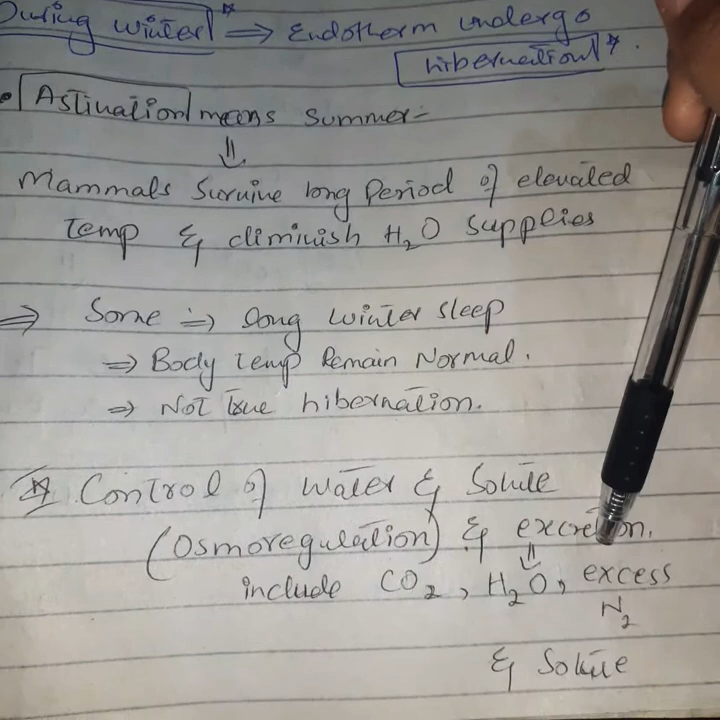 During winter * ⇒ Endotherm undergo
hibernation *.
• Astivation means summer-
⇓
Mammals Survive long Period of elevated
Temp & diminish H₂O supplies
⇒ Some ⇒ Long winter sleep
⇒ Body temp Remain Normal.
⇒ Not true hibernation.
* Control of Water & Solute
(Osmoregulation) & excretion.
⇓
include CO₂, H₂O, excess
N₂
& Solute